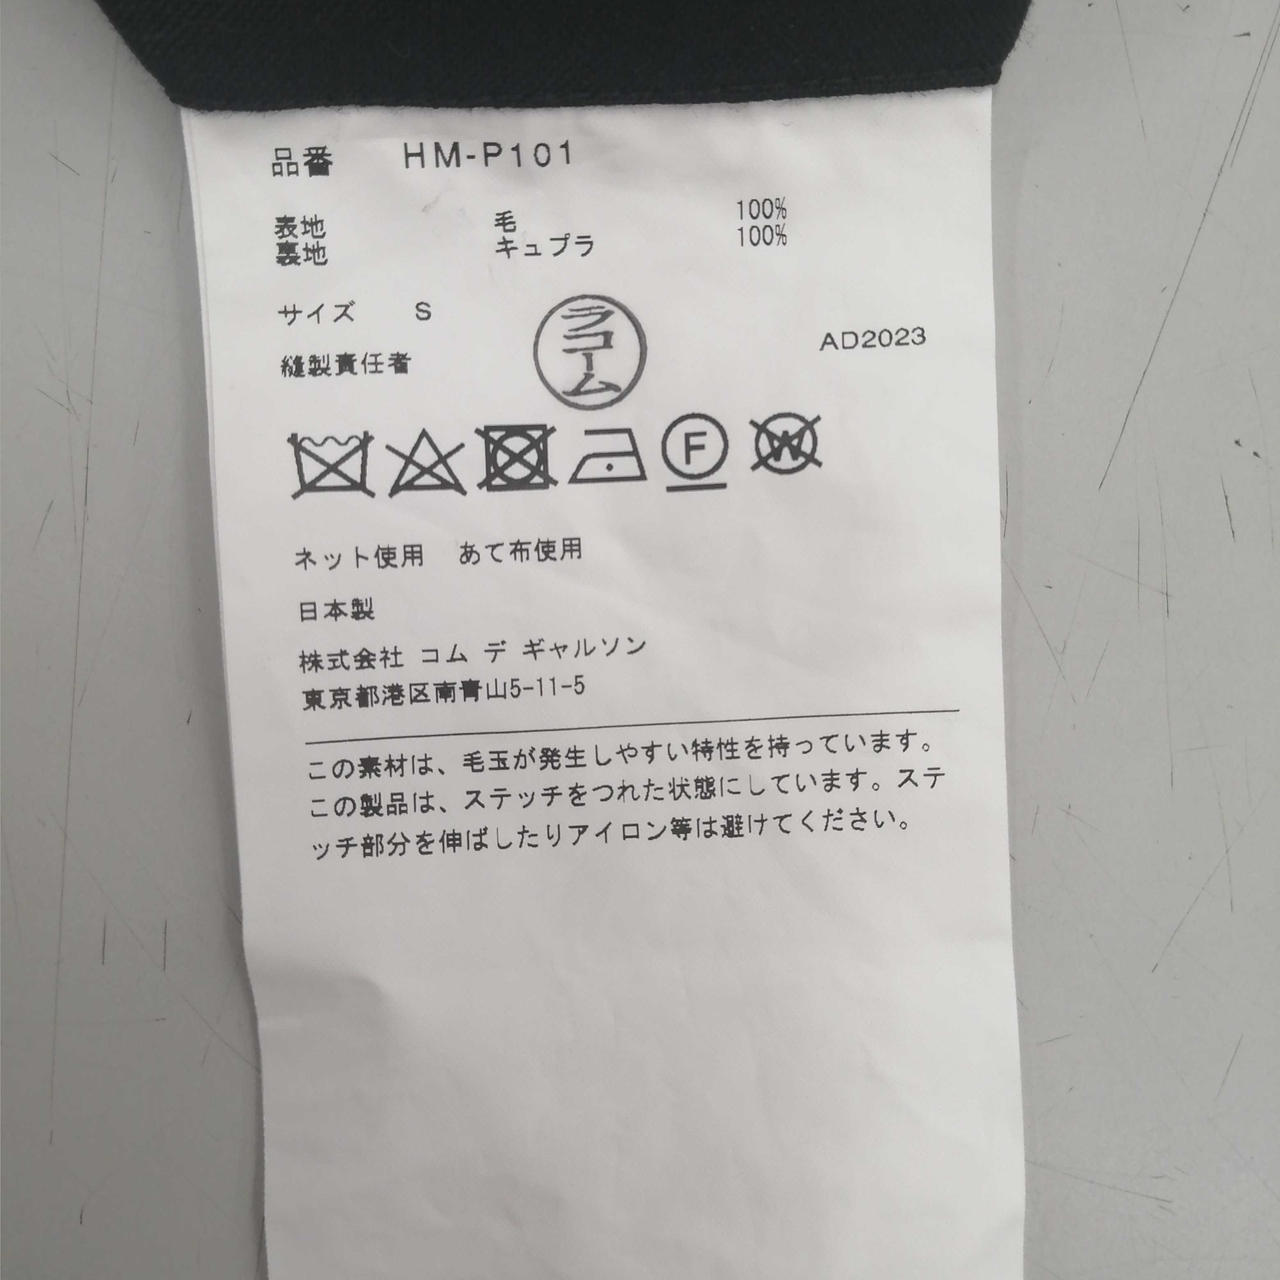 品番 HM-P101
表地 毛 100%
裏地 キュプラ 100%
サイズ S
ラコーム
AD2023
縫製責任者
F
W
ネット使用 あて布使用
日本製
株式会社 コム デ ギャルソン
東京都港区南青山5-11-5
この素材は、毛玉が発生しやすい特性を持っています。
この製品は、ステッチをつれた状態にしています。ステ
ッチ部分を伸ばしたりアイロン等は避けてください。